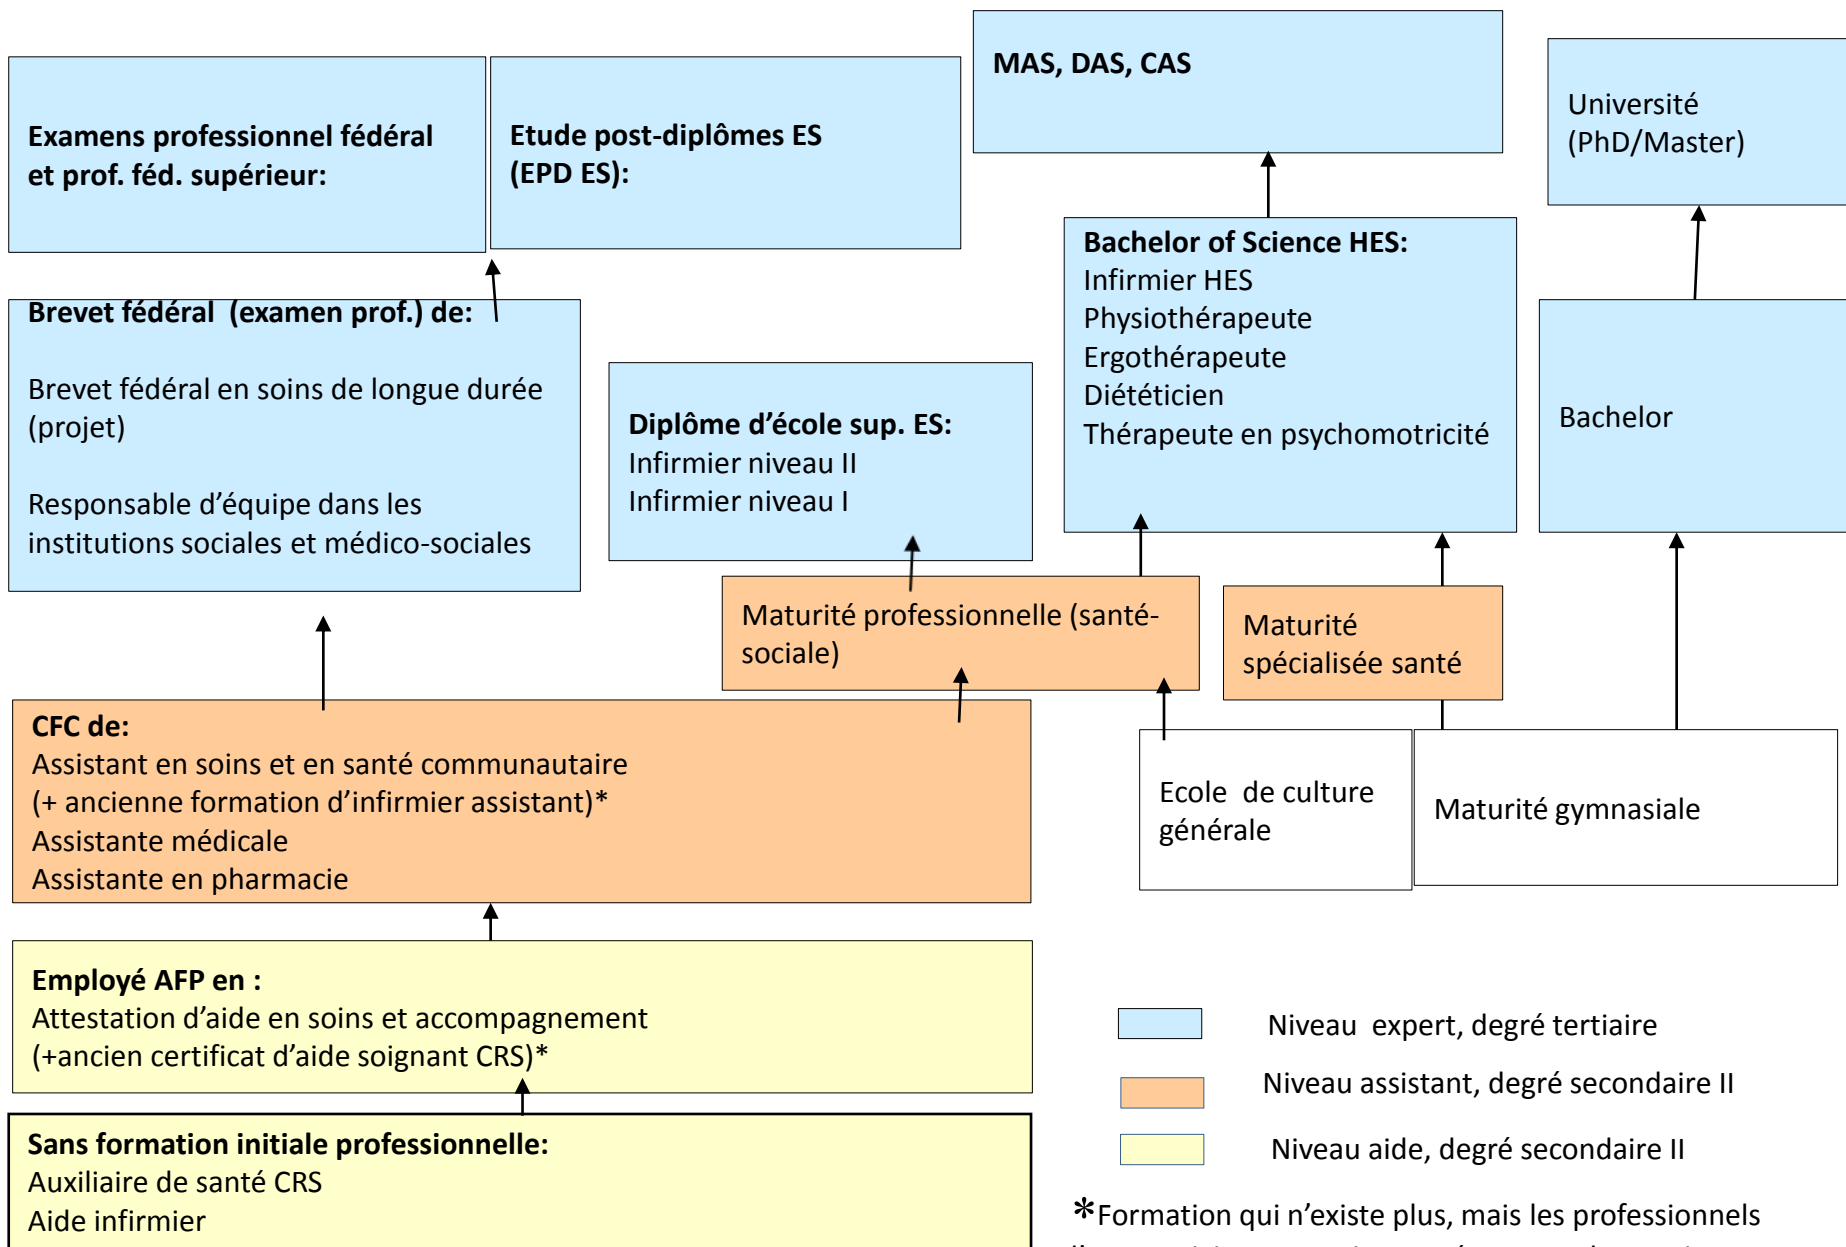 MAS, DAS, CAS
Examens professionnel fédéral
et prof. féd. supérieur:
Etude post-diplômes ES
(EPD ES):
Université
(PhD/Master)
Bachelor of Science HES:
Infirmier HES
Physiothérapeute
Ergothérapeute
Diététicien
Thérapeute en psychomotricité
Brevet fédéral  (examen prof.) de:
Brevet fédéral en soins de longue durée
(projet)
Responsable d’équipe dans les
institutions sociales et médico-sociales
Diplôme d’école sup. ES:
Infirmier niveau II
Infirmier niveau I
Bachelor
Maturité professionnelle (santé-
sociale)
Maturité
spécialisée santé
CFC de:
Assistant en soins et en santé communautaire
(+ ancienne formation d’infirmier assistant)*
Assistante médicale
Assistante en pharmacie
Ecole  de culture
générale
Maturité gymnasiale
Employé AFP en :
Attestation d’aide en soins et accompagnement
(+ancien certificat d’aide soignant CRS)*
Sans formation initiale professionnelle:
Auxiliaire de santé CRS
Aide infirmier
Niveau  expert, degré tertiaire
Niveau assistant, degré secondaire II
Niveau aide, degré secondaire II
*Formation qui n’existe plus, mais les professionnels